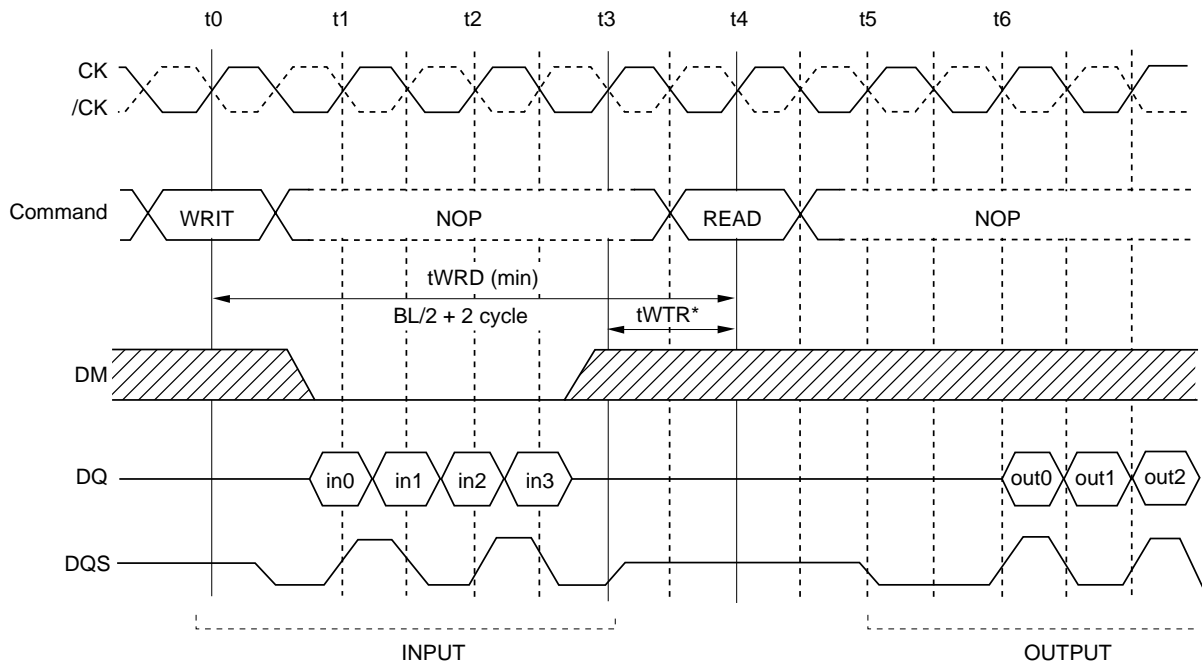 t0 t1 t2 t3 t4 t5 t6
CK
/CK
Command WRIT NOP READ NOP
tWRD (min)
BL/2 + 2 cycle tWTR*
DM
DQ in0 in1 in2 in3 out0 out1 out2
DQS
INPUT OUTPUT